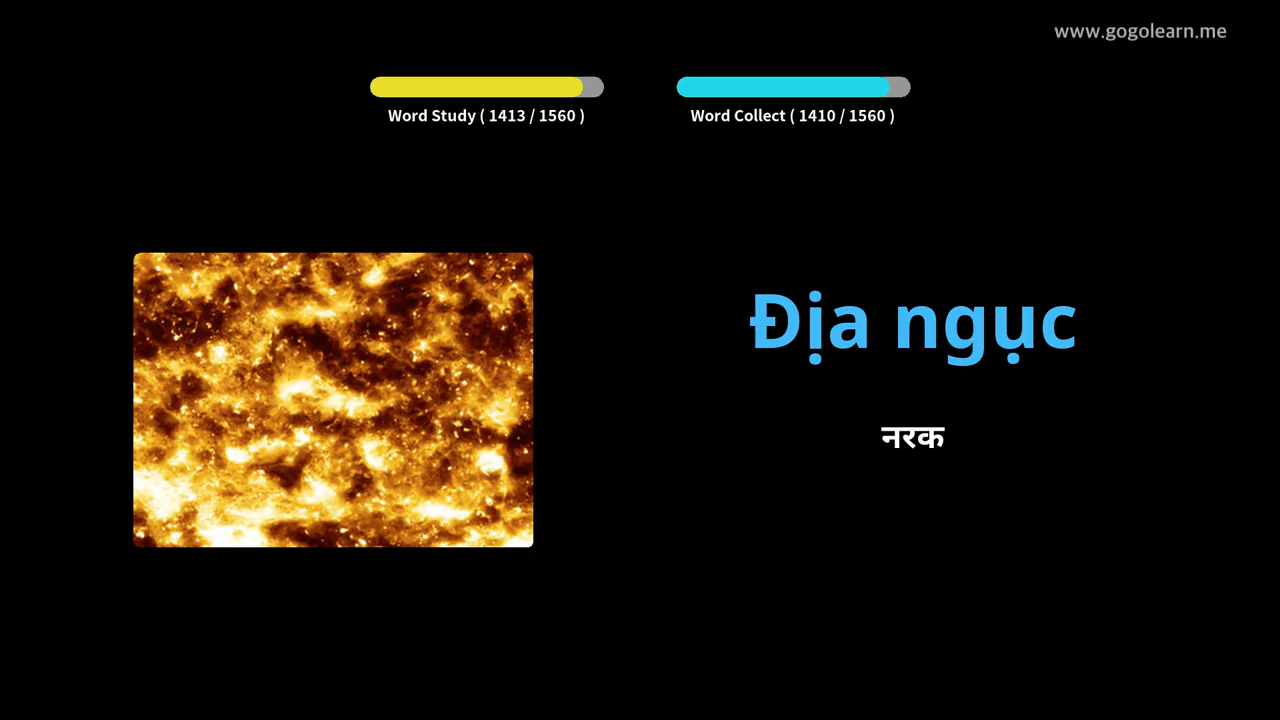 www.gogolearn.me
Word Study ( 1413 / 1560 )
Word Collect ( 1410 / 1560 )
Địa ngục
नरक